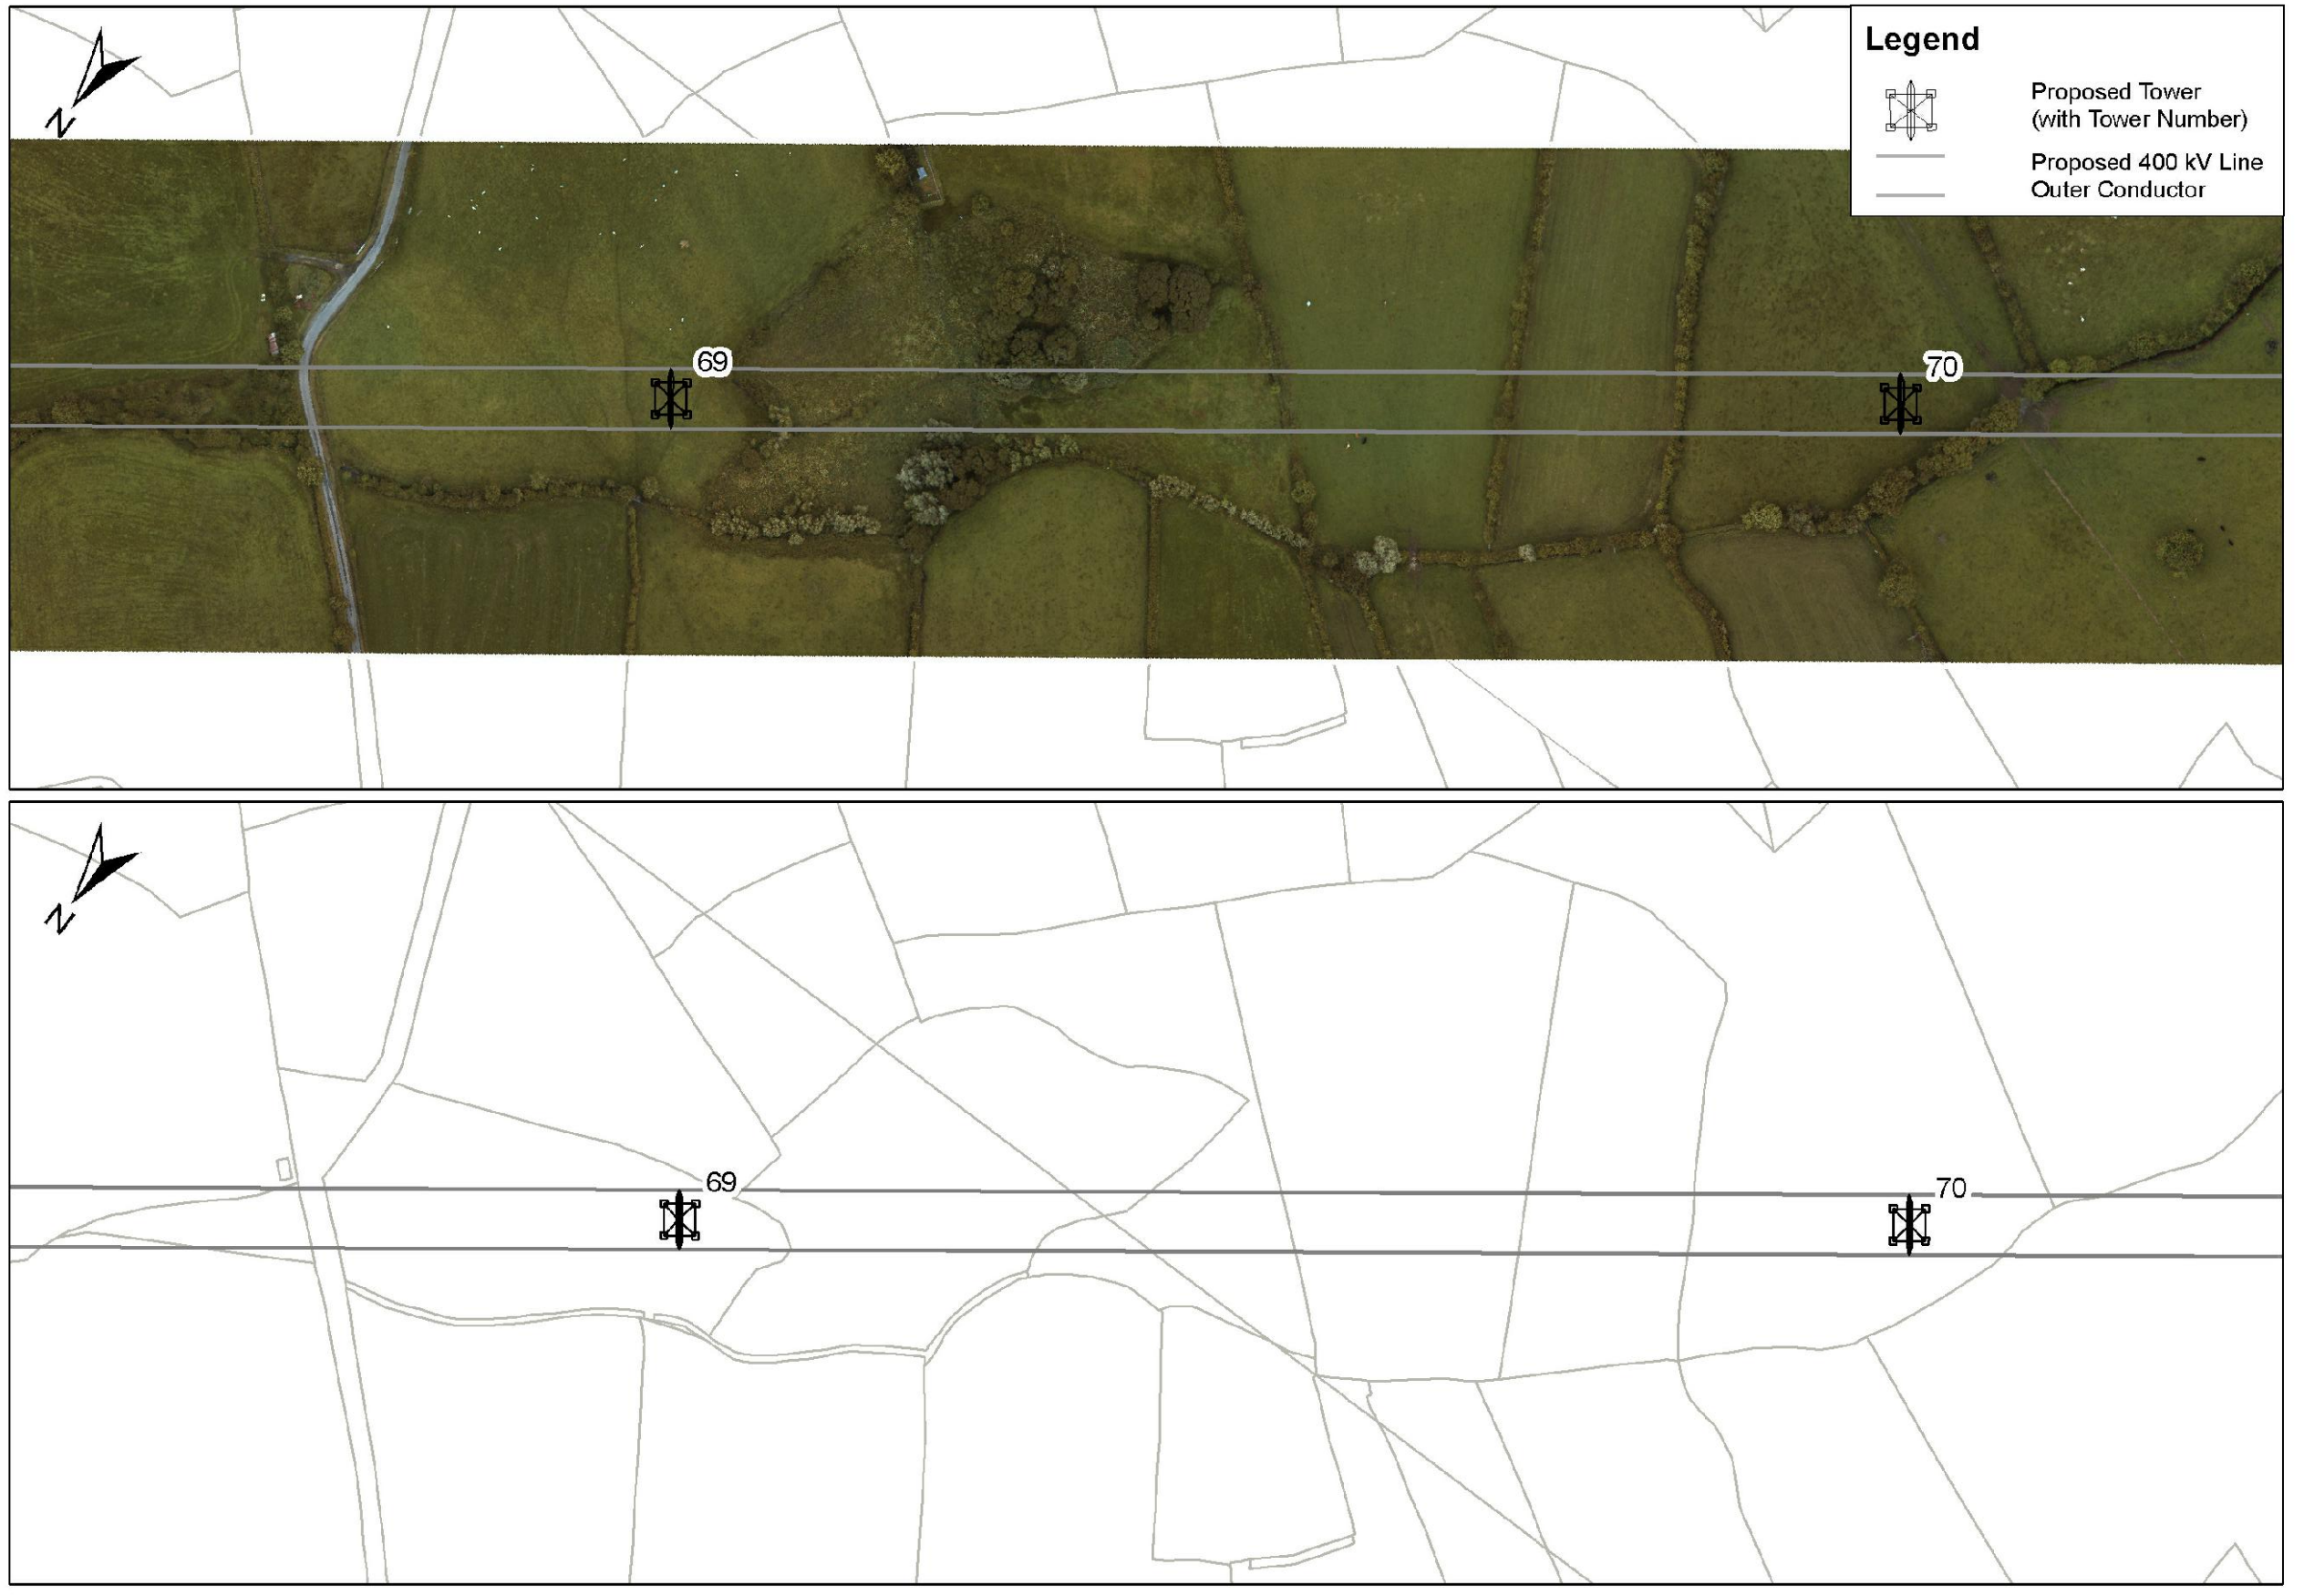 N
Legend
Proposed Tower
(with Tower Number)
Proposed 400 kV Line
Outer Conductor
69
70
N
69
70